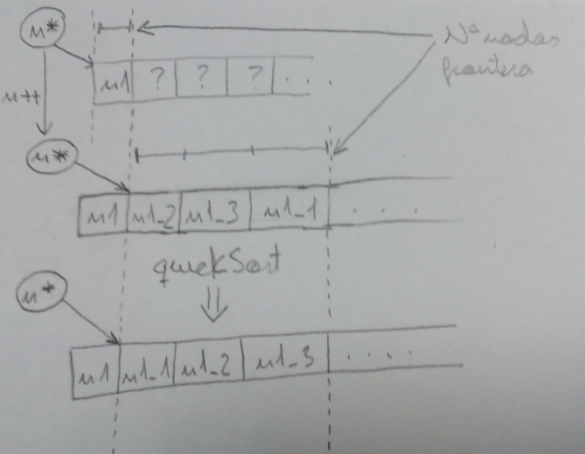 n*
Nº nodos
frontera
n1 ? ? ? . . .
n++
n*
n1 n1_2 n1_3 n1_1 . . .
quickSort
n*
n1 n1_1 n1_2 n1_3 . . . .